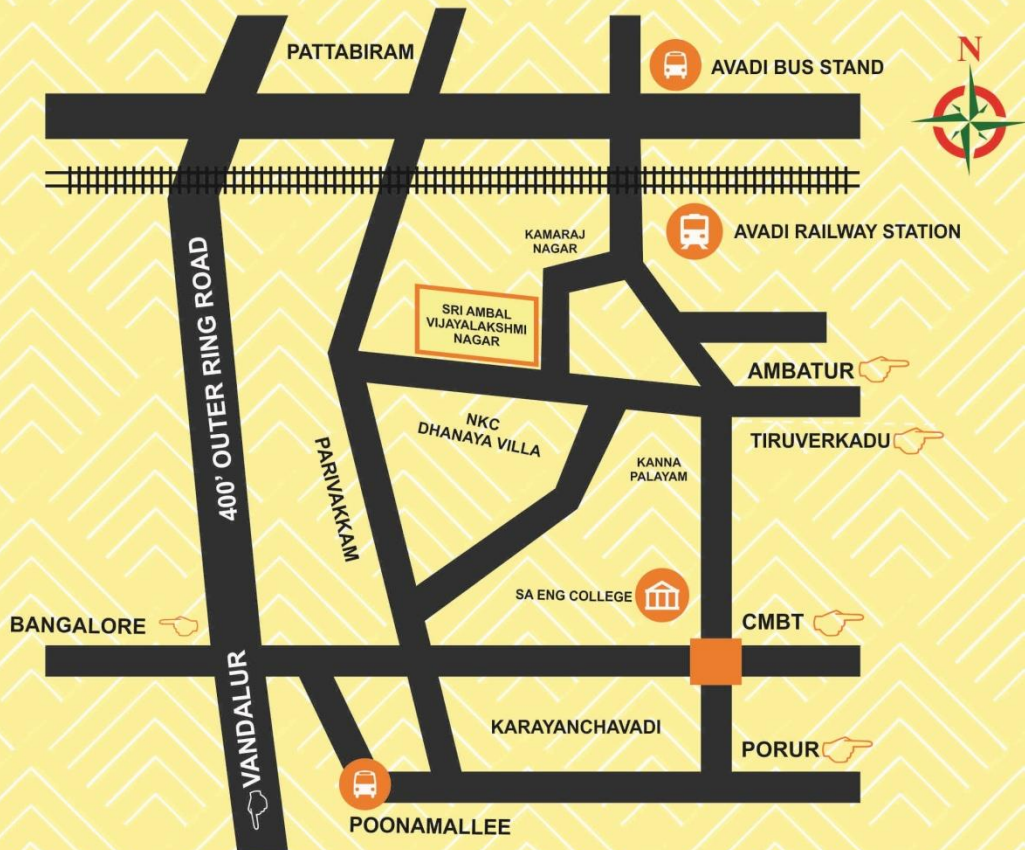 PATTABIRAM
AVADI BUS STAND
N
KAMARAJ
NAGAR
AVADI RAILWAY STATION
SRI AMBAL
VIJAYALAKSHMI
NAGAR
400' OUTER RING ROAD
AMBATUR
NKC
DHANAYA VILLA
TIRUVERKADU
PARIVAKKAM
KANNA
PALAYAM
SA ENG COLLEGE
BANGALORE
CMBT
VANDALUR
KARAYANCHAVADI
PORUR
POONAMALLEE